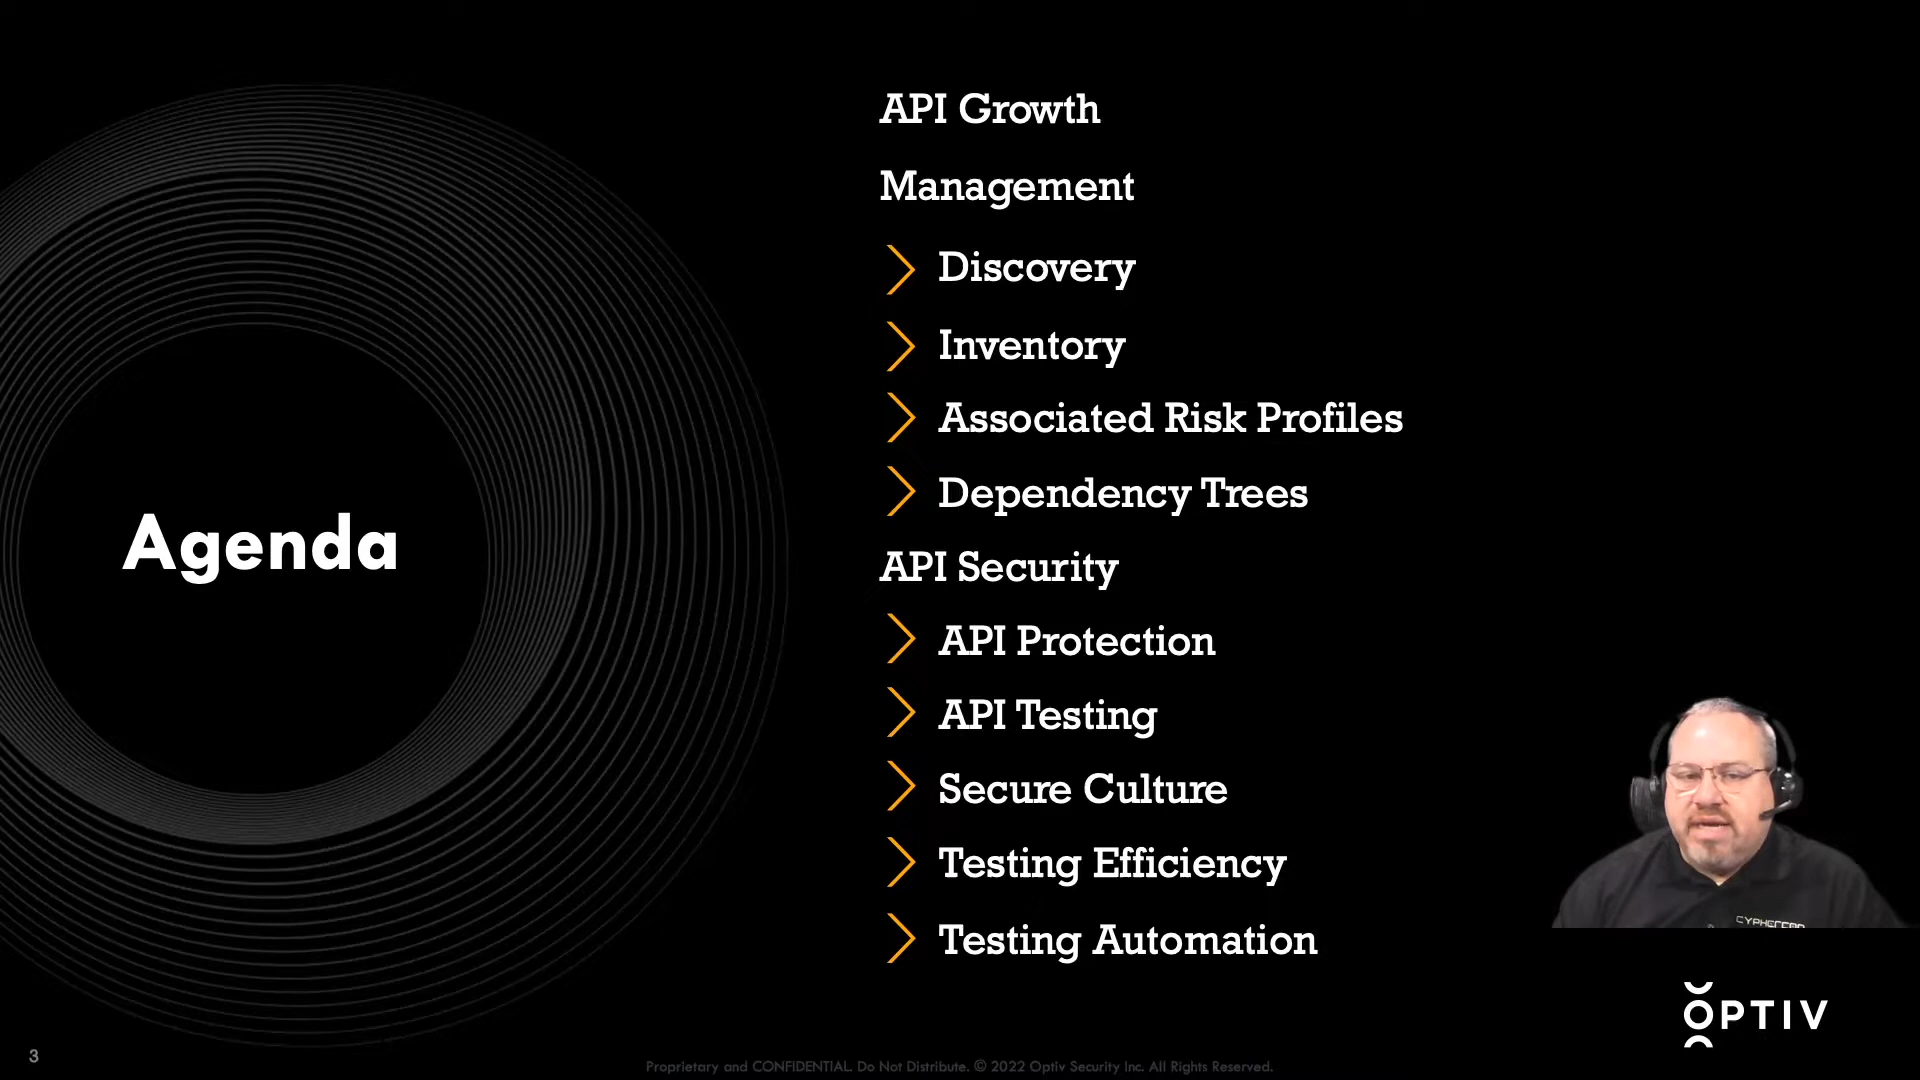 Agenda
API Growth
Management
Discovery
Inventory
Associated Risk Profiles
Dependency Trees
API Security
API Protection
API Testing
Secure Culture
Testing Efficiency
Testing Automation
OPTIV
3
Proprietary and CONFIDENTIAL. Do Not Distribute. © 2022 Optiv Security Inc. All Rights Reserved.